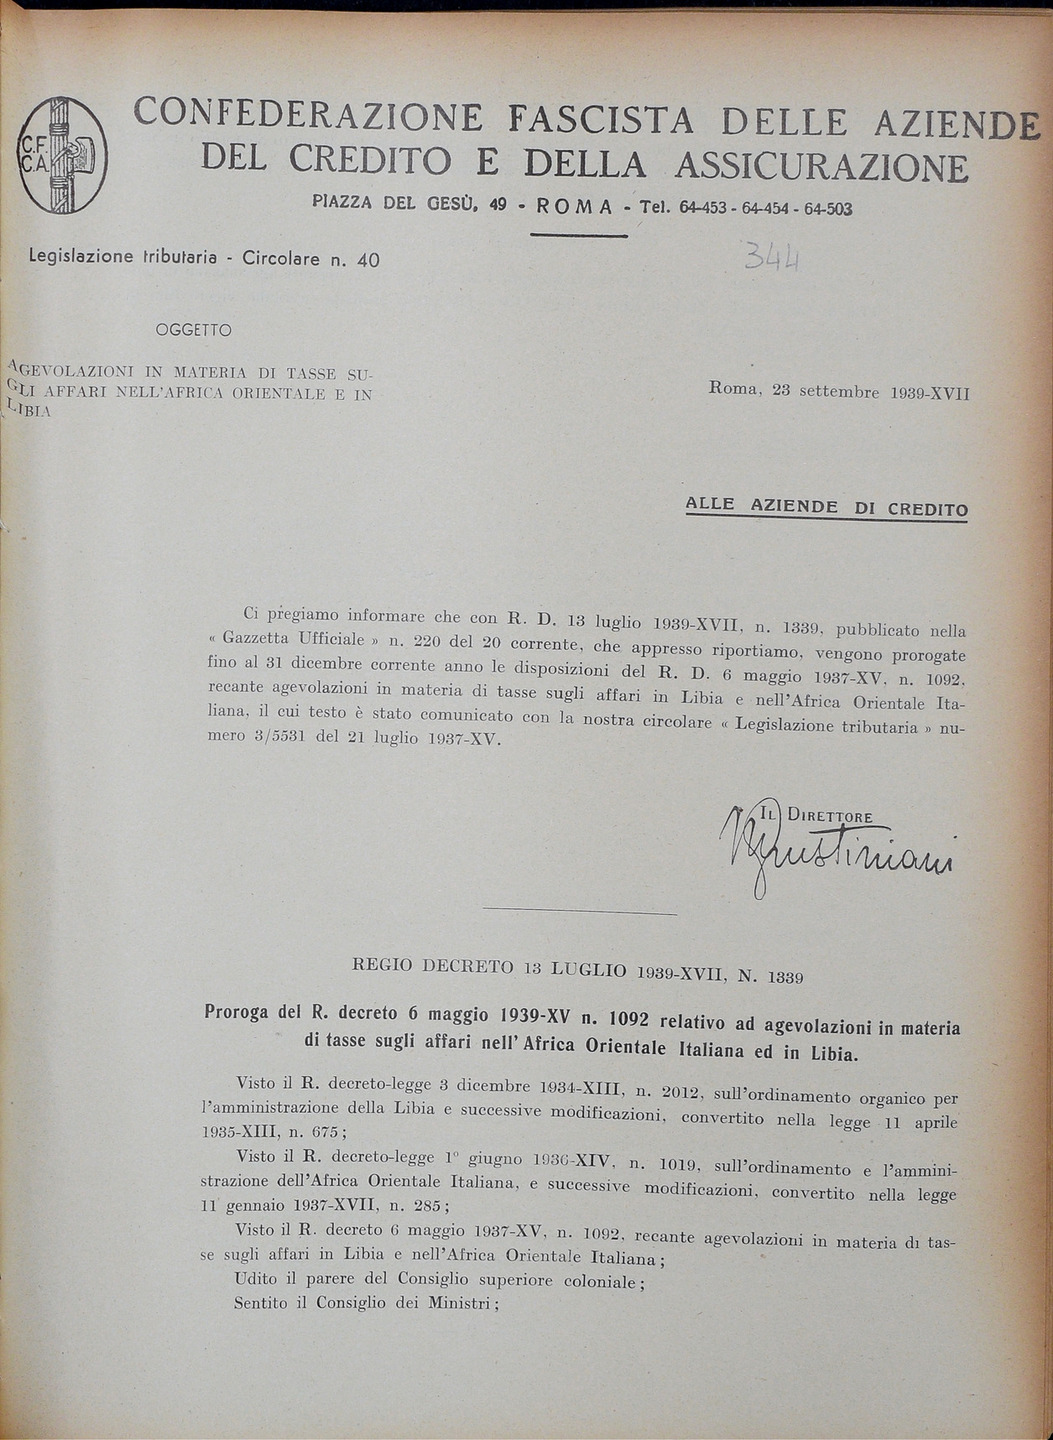 C.F.
C.A.
CONFEDERAZIONE FASCISTA DELLE AZIENDE
DEL CREDITO E DELLA ASSICURAZIONE
PIAZZA DEL GESÙ, 49 - ROMA - Tel. 64-453 - 64-454 - 64-503
Legislazione tributaria - Circolare n. 40
344
OGGETTO
AGEVOLAZIONI IN MATERIA DI TASSE SU-
GLI AFFARI NELL'AFRICA ORIENTALE E IN
LIBIA
Roma, 23 settembre 1939-XVII
ALLE AZIENDE DI CREDITO
Ci pregiamo informare che con R. D. 13 luglio 1939-XVII, n. 1339, pubblicato nella
« Gazzetta Ufficiale » n. 220 del 20 corrente, che appresso riportiamo, vengono prorogate
fino al 31 dicembre corrente anno le disposizioni del R. D. 6 maggio 1937-XV, n. 1092,
recante agevolazioni in materia di tasse sugli affari in Libia e nell'Africa Orientale Ita-
liana, il cui testo è stato comunicato con la nostra circolare « Legislazione tributaria » nu-
mero 3/5531 del 21 luglio 1937-XV.
IL DIRETTORE
Giustiniani
REGIO DECRETO 13 LUGLIO 1939-XVII, N. 1339
Proroga del R. decreto 6 maggio 1939-XV n. 1092 relativo ad agevolazioni in materia
di tasse sugli affari nell'Africa Orientale Italiana ed in Libia.
Visto il R. decreto-legge 3 dicembre 1934-XIII, n. 2012, sull'ordinamento organico per
l'amministrazione della Libia e successive modificazioni, convertito nella legge 11 aprile
1935-XIII, n. 675;
Visto il R. decreto-legge 1° giugno 1936-XIV, n. 1019, sull'ordinamento e l'ammini-
strazione dell'Africa Orientale Italiana, e successive modificazioni, convertito nella legge
11 gennaio 1937-XVII, n. 285;
Visto il R. decreto 6 maggio 1937-XV, n. 1092, recante agevolazioni in materia di tas-
se sugli affari in Libia e nell'Africa Orientale Italiana;
Udito il parere del Consiglio superiore coloniale;
Sentito il Consiglio dei Ministri;